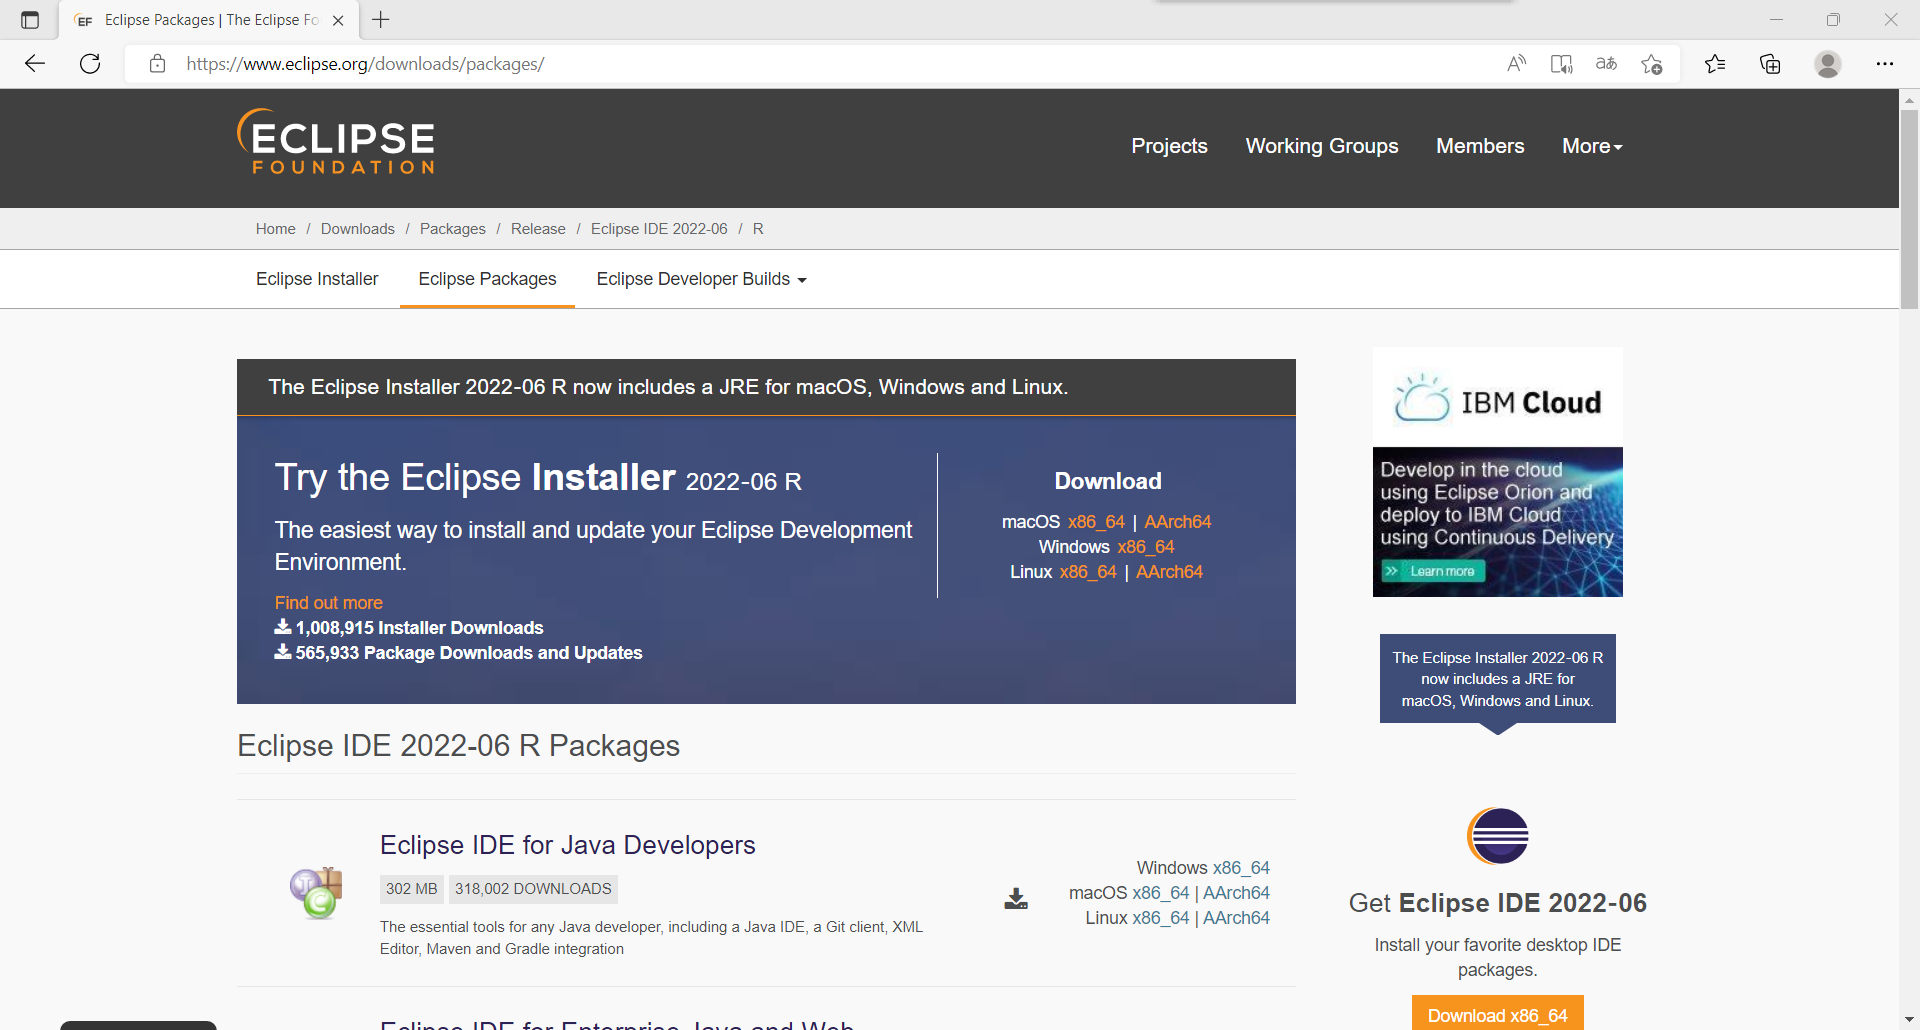 EF Eclipse Packages | The Eclipse Fo
https://www.eclipse.org/downloads/packages/
ECLIPSE
FOUNDATION
Projects Working Groups Members More
Home / Downloads / Packages / Release / Eclipse IDE 2022-06 / R
Eclipse Installer Eclipse Packages Eclipse Developer Builds
The Eclipse Installer 2022-06 R now includes a JRE for macOS, Windows and Linux.
Try the Eclipse Installer 2022-06 R
The easiest way to install and update your Eclipse Development
Environment.
Find out more
1,008,915 Installer Downloads
565,933 Package Downloads and Updates
Download
macOS x86_64 | AArch64
Windows x86_64
Linux x86_64 | AArch64
IBM Cloud
Develop in the cloud
using Eclipse Orion and
deploy to IBM Cloud
using Continuous Delivery
Learn more
The Eclipse Installer 2022-06 R
now includes a JRE for
macOS, Windows and Linux.
Eclipse IDE 2022-06 R Packages
Eclipse IDE for Java Developers
302 MB 318,002 DOWNLOADS
The essential tools for any Java developer, including a Java IDE, a Git client, XML
Editor, Maven and Gradle integration
Windows x86_64
macOS x86_64 | AArch64
Linux x86_64 | AArch64
Get Eclipse IDE 2022-06
Install your favorite desktop IDE
packages.
Download x86_64
Eclipse IDE for Enterprise Java and Web